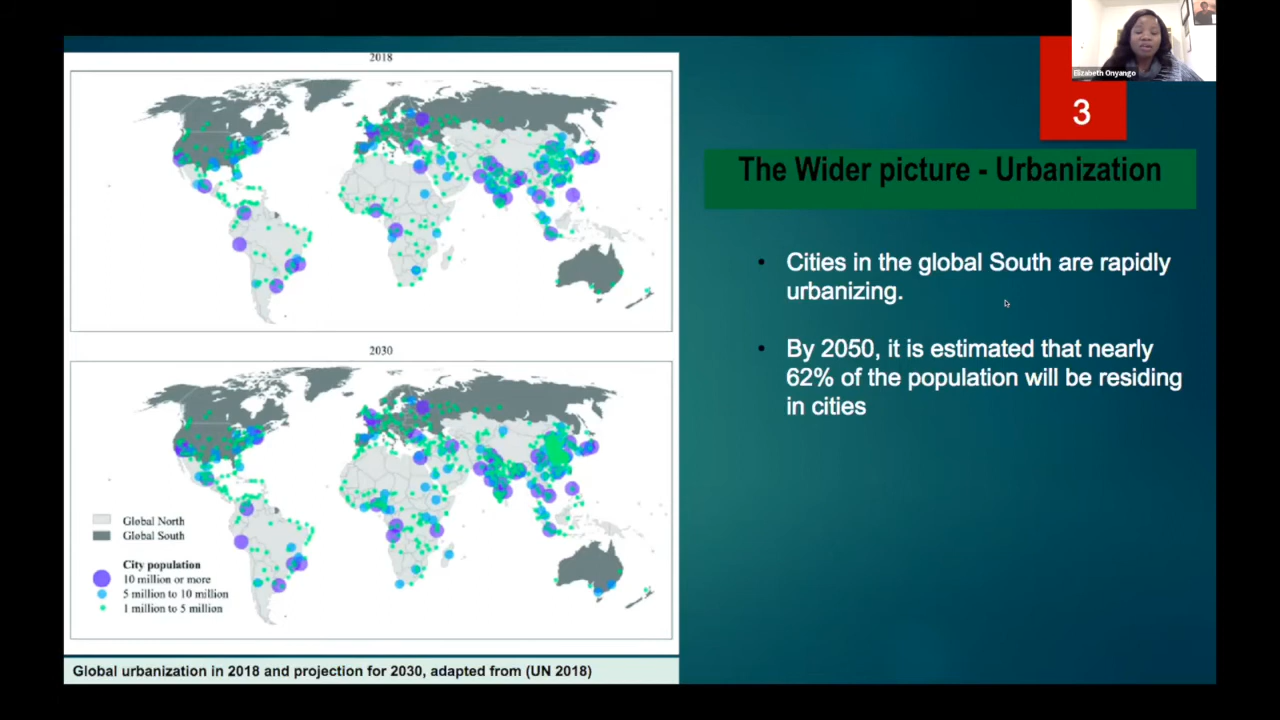 2018
2030
Global North
Global South
City population
10 million or more
5 million to 10 million
1 million to 5 million
Global urbanization in 2018 and projection for 2030, adapted from (UN 2018)
Elizabeth Onyango
3
The Wider picture - Urbanization
• Cities in the global South are rapidly
urbanizing.
• By 2050, it is estimated that nearly
62% of the population will be residing
in cities